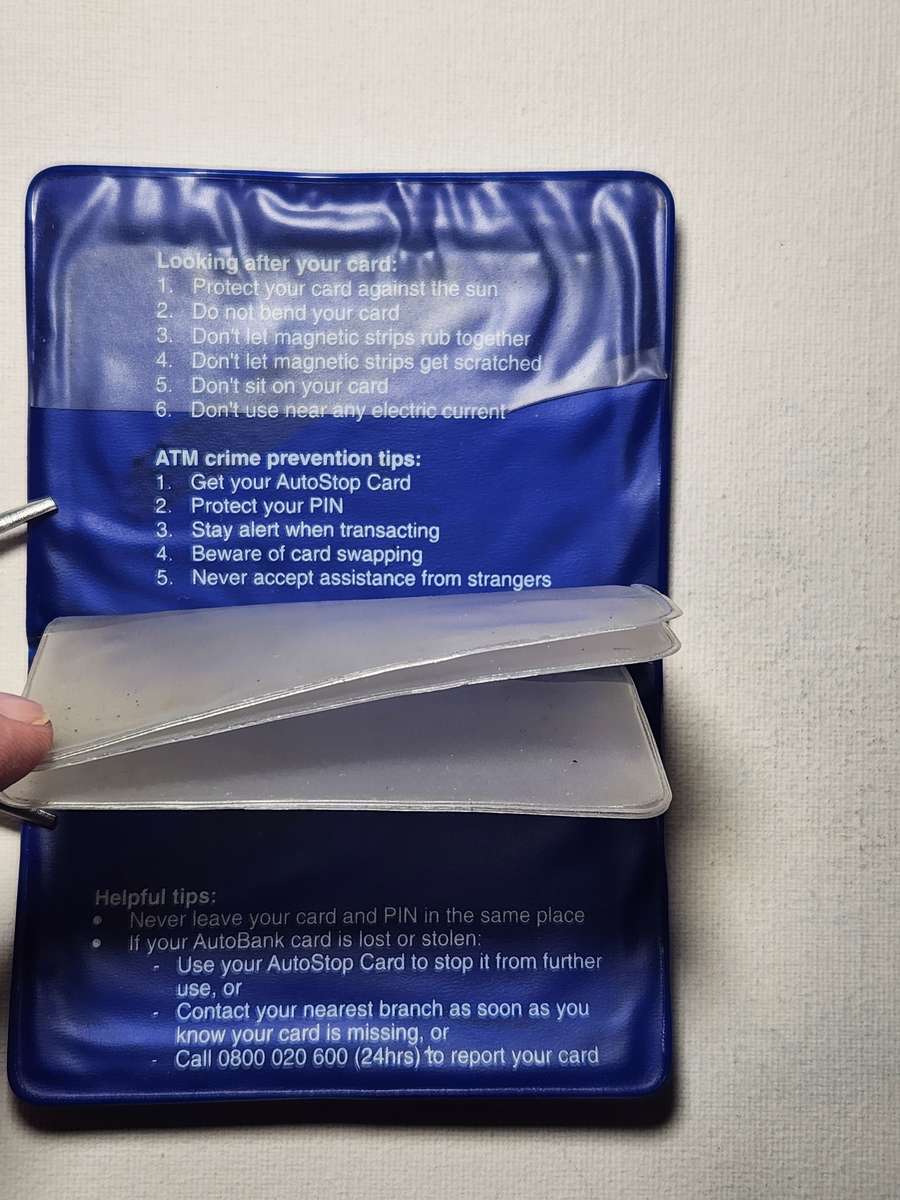 Looking after your card:
1. Protect your card against the sun
2. Do not bend your card
3. Don't let magnetic strips rub together
4. Don't let magnetic strips get scratched
5. Don't sit on your card
6. Don't use near any electric current
ATM crime prevention tips:
1. Get your AutoStop Card
2. Protect your PIN
3. Stay alert when transacting
4. Beware of card swapping
5. Never accept assistance from strangers
Helpful tips:
• Never leave your card and PIN in the same place
• If your AutoBank card is lost or stolen:
- Use your AutoStop Card to stop it from further
use, or
- Contact your nearest branch as soon as you
know your card is missing, or
- Call 0800 020 600 (24hrs) to report your card